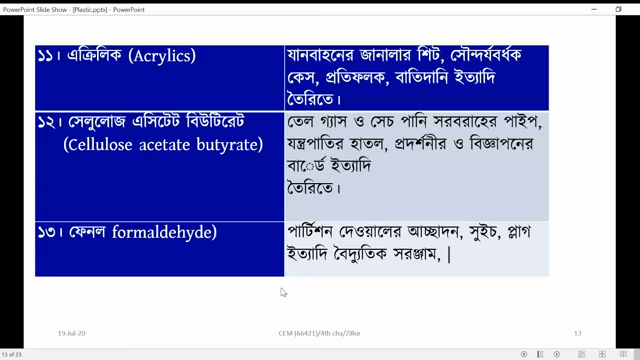 PowerPoint Slide Show - [Plastic.pptx] - PowerPoint
১১। এক্রিলিক (Acrylics)
যানবাহনের জানালার শিট, সৌন্দর্যবর্ধক
কেস, প্রতিফলক, বাতিদানি ইত্যাদি
তৈরিতে।
১২। সেলুলোজ এসিটেট বিউটিরেট
(Cellulose acetate butyrate)
তেল গ্যাস ও সেচ পানি সরবরাহের পাইপ,
যন্ত্রপাতির হাতল, প্রদর্শনীর ও বিজ্ঞাপনের
বাের্ড ইত্যাদি
তৈরিতে।
১৩। ফেনল formaldehyde)
পার্টিশন দেওয়ালের আচ্ছাদন, সুইচ, প্লাগ
ইত্যাদি বৈদ্যুতিক সরঞ্জাম, |
19-Jul-20
CEM (66421)/4th cha/Zillur
13
13 of 23